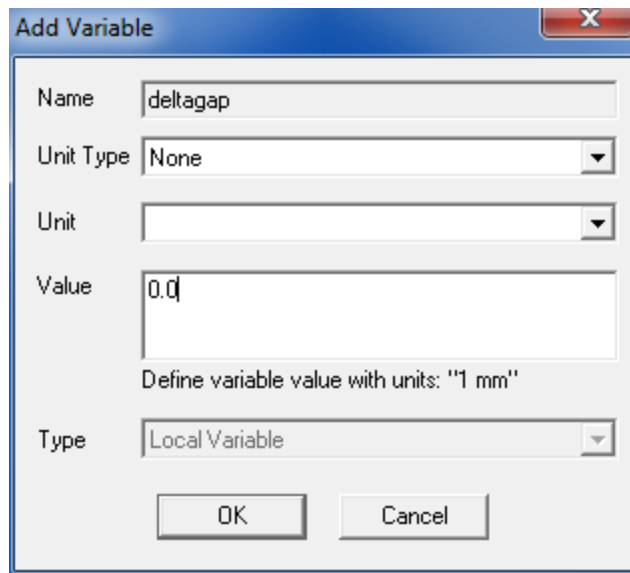 Add Variable
Name deltagap
Unit Type None
Unit
Value 0.0
Define variable value with units: "1 mm"
Type Local Variable
OK Cancel